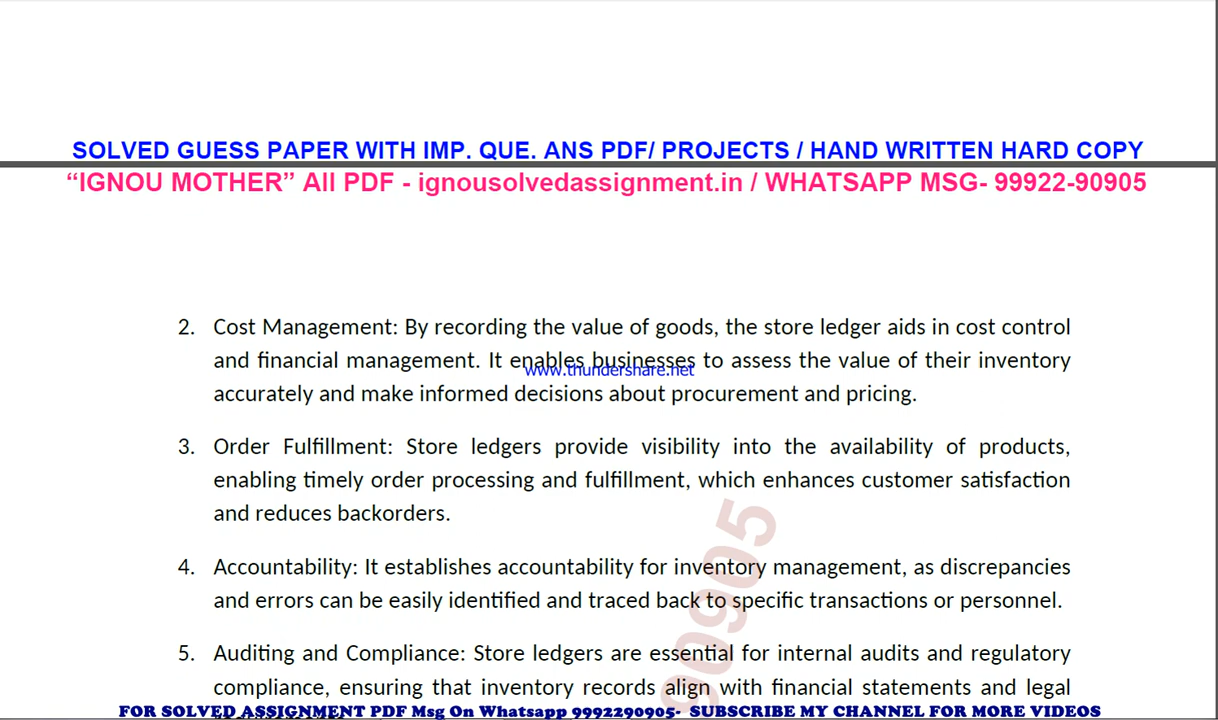 SOLVED GUESS PAPER WITH IMP. QUE. ANS PDF/ PROJECTS / HAND WRITTEN HARD COPY
“IGNOU MOTHER” All PDF - ignousolvedassignment.in / WHATSAPP MSG- 99922-90905
2. Cost Management: By recording the value of goods, the store ledger aids in cost control
and financial management. It enables businesses to assess the value of their inventory
www.thundershare.net
accurately and make informed decisions about procurement and pricing.
3. Order Fulfillment: Store ledgers provide visibility into the availability of products,
enabling timely order processing and fulfillment, which enhances customer satisfaction
and reduces backorders.
90905
4. Accountability: It establishes accountability for inventory management, as discrepancies
and errors can be easily identified and traced back to specific transactions or personnel.
5. Auditing and Compliance: Store ledgers are essential for internal audits and regulatory
compliance, ensuring that inventory records align with financial statements and legal
FOR SOLVED ASSIGNMENT PDF Msg On Whatsapp 9992290905- SUBSCRIBE MY CHANNEL FOR MORE VIDEOS